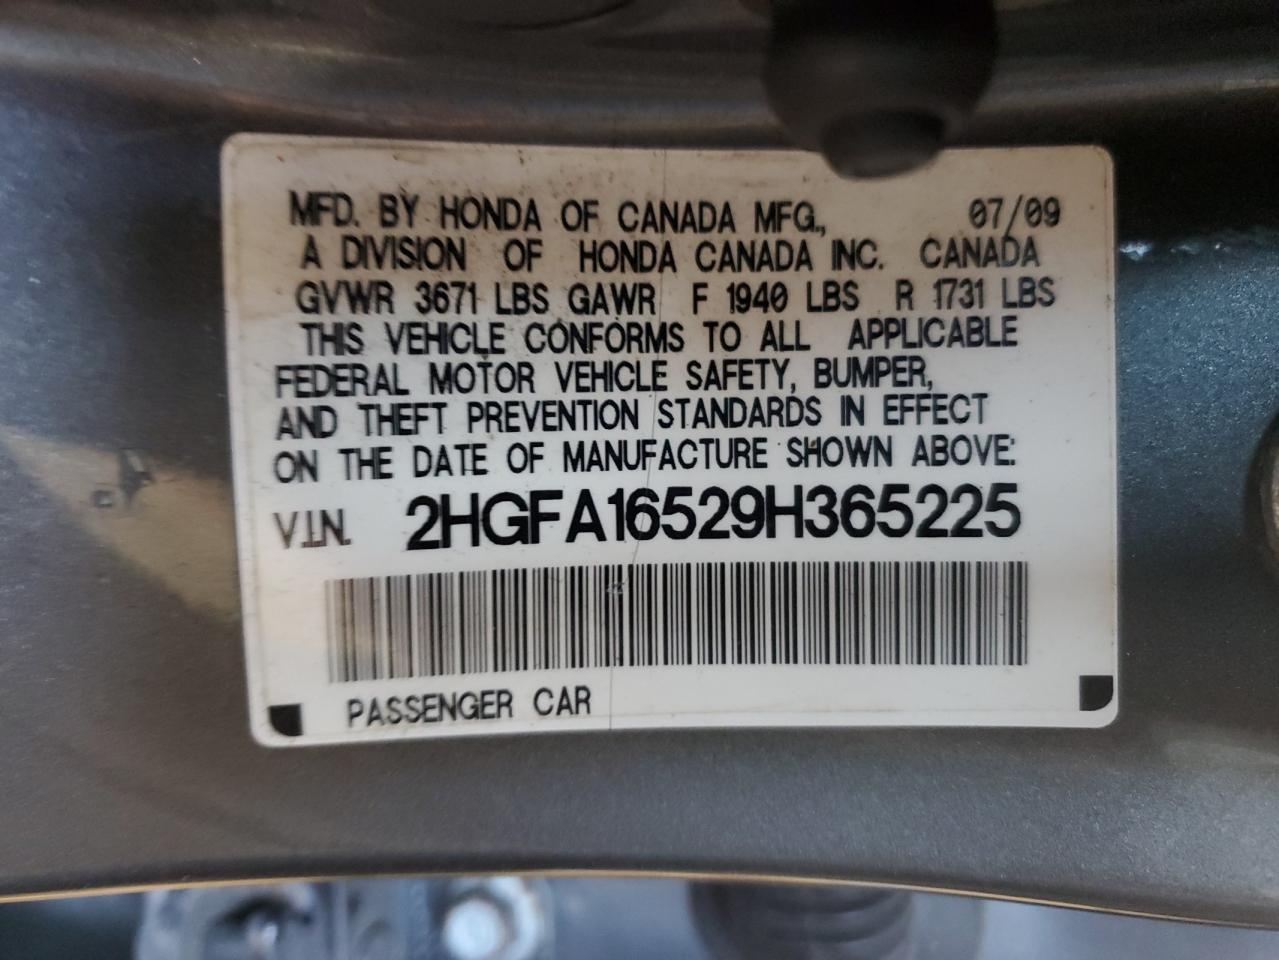 MFD. BY HONDA OF CANADA MFG., 07/09
A DIVISION OF HONDA CANADA INC. CANADA
GVWR 3671 LBS GAWR F 1940 LBS R 1731 LBS
THIS VEHICLE CONFORMS TO ALL APPLICABLE
FEDERAL MOTOR VEHICLE SAFETY, BUMPER,
AND THEFT PREVENTION STANDARDS IN EFFECT
ON THE DATE OF MANUFACTURE SHOWN ABOVE:
V.I.N. 2HGFA16529H365225
PASSENGER CAR